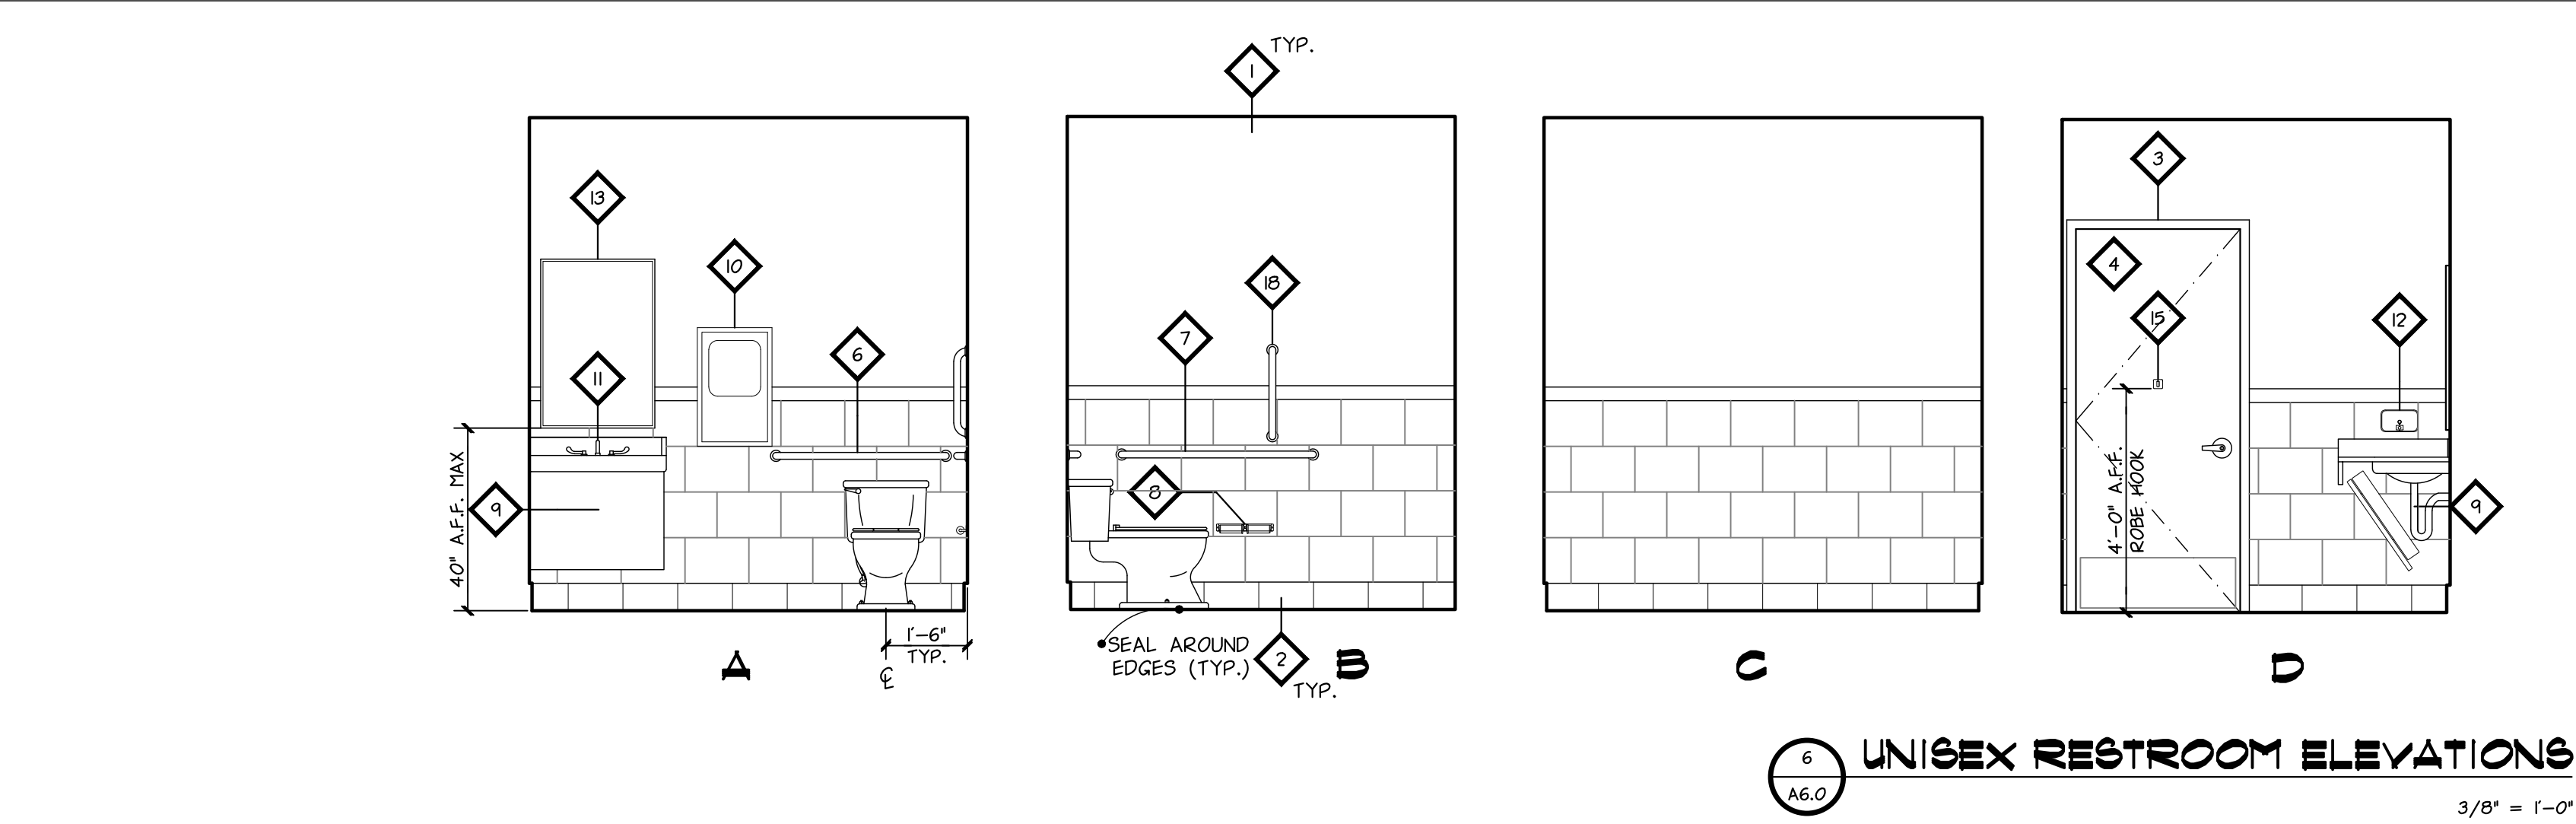 TYP.
1
13
10
11
6
40" A.F.F. MAX
9
1'-6"
TYP.
℄
A
18
7
8
SEAL AROUND
EDGES (TYP.)
2
TYP.
B
C
3
4
15
12
4'-0" A.F.F.
ROBE HOOK
9
D
6
A6.0
UNISEX RESTROOM ELEVATIONS
3/8" = 1'-0"